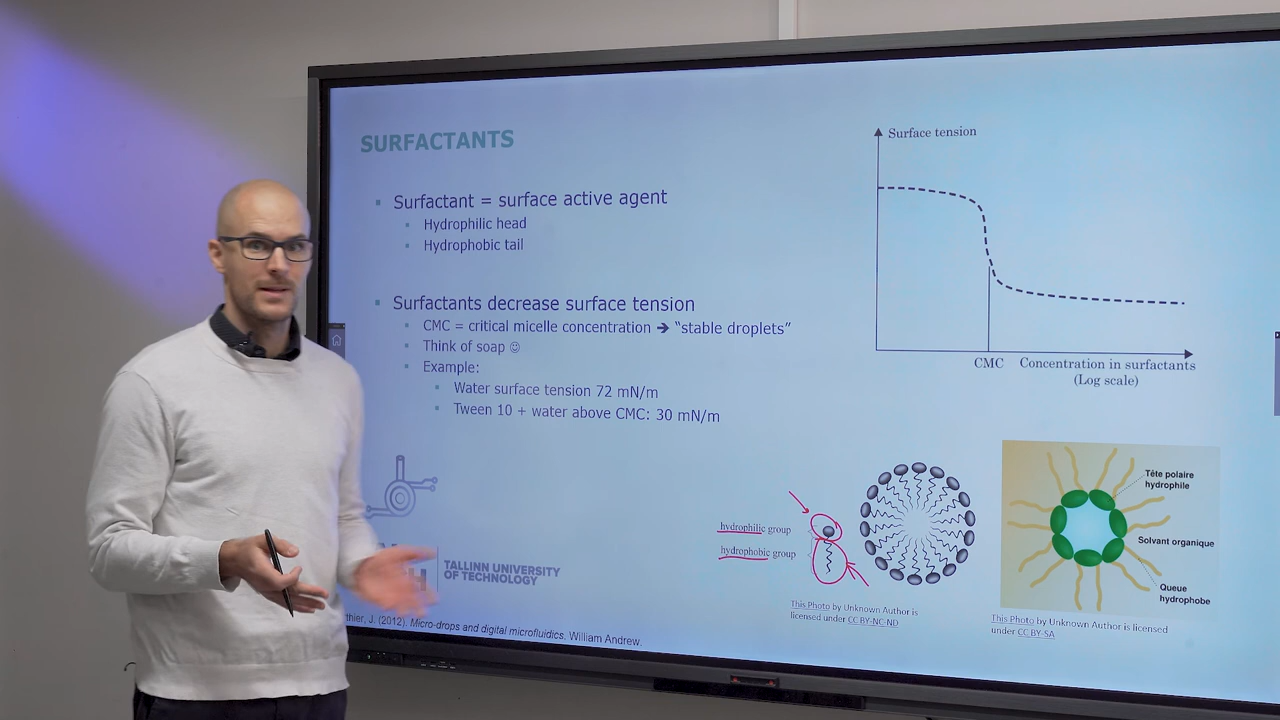 SURFACTANTS
Surfactant = surface active agent
Hydrophilic head
Hydrophobic tail
Surfactants decrease surface tension
CMC = critical micelle concentration ➔ “stable droplets”
Think of soap ☺
Example:
Water surface tension 72 mN/m
Tween 10 + water above CMC: 30 mN/m
Surface tension
CMC
Concentration in surfactants
(Log scale)
hydrophilic group
hydrophobic group
This Photo by Unknown Author is
licensed under CC BY-NC-ND
Tête polaire
hydrophile
Solvant organique
Queue
hydrophobe
This Photo by Unknown Author is licensed
under CC BY-SA
TALLINN UNIVERSITY
OF TECHNOLOGY
J. (2012). Micro-drops and digital microfluidics. William Andrew.